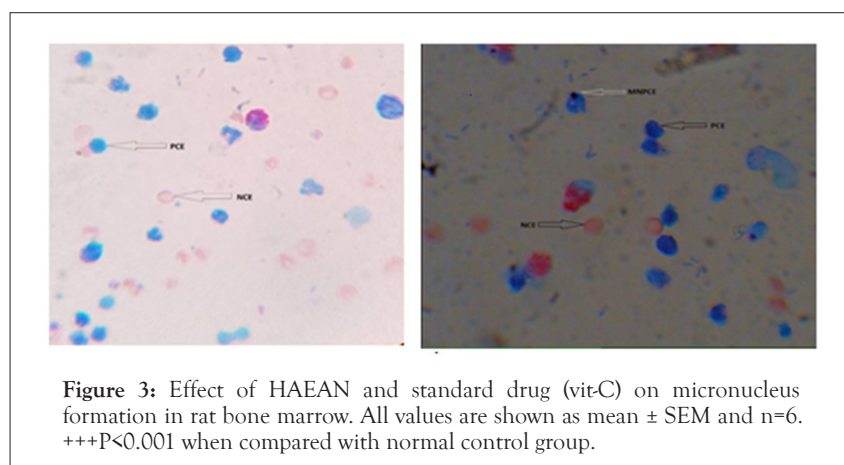 MNPCE
PCE
PCE
NCE
NCE
Figure 3: Effect of HAEAN and standard drug (vit-C) on micronucleus
formation in rat bone marrow. All values are shown as mean ± SEM and n=6.
+++P<0.001 when compared with normal control group.